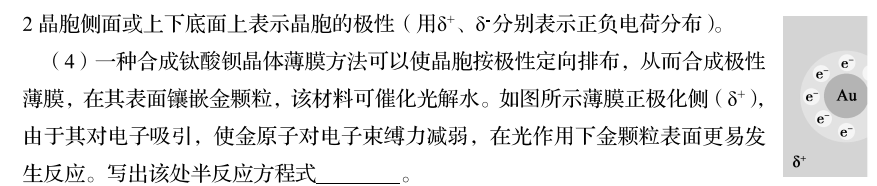 2 晶胞侧面或上下底面上表示晶胞的极性（用δ⁺、δ⁻分别表示正负电荷分布）。
（4）一种合成钛酸钡晶体薄膜方法可以使晶胞按极性定向排布，从而合成极性
薄膜，在其表面镶嵌金颗粒，该材料可催化光解水。如图所示薄膜正极化侧（δ⁺），
由于其对电子吸引，使金原子对电子束缚力减弱，在光作用下金颗粒表面更易发
生反应。写出该处半反应方程式________。
e⁻
e⁻
e⁻ Au
e⁻
e⁻
δ⁺